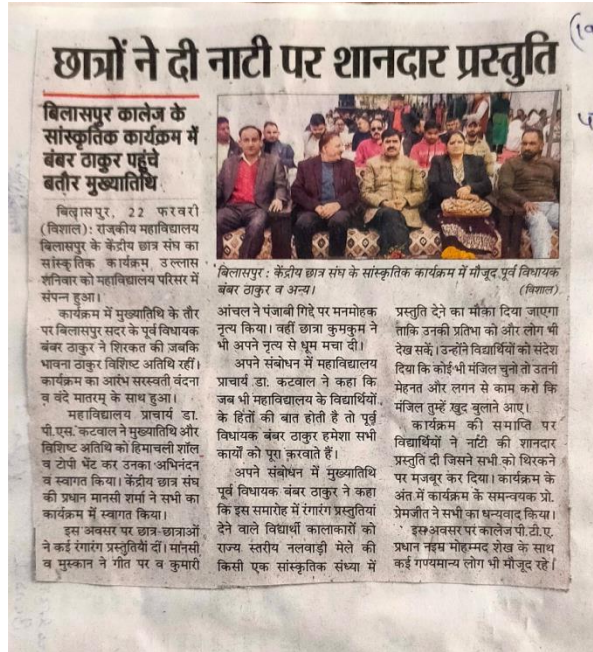 छात्रों ने दी नाटी पर शानदार प्रस्तुति
बिलासपुर कालेज के
सांस्कृतिक कार्यक्रम में
बंबर ठाकुर पहुंचे
बतौर मुख्यातिथि
बिलासपुर, 22 फरवरी
(विशाल): राजकीय महाविद्यालय
बिलासपुर के केंद्रीय छात्र संघ का
सांस्कृतिक कार्यक्रम उल्लास
शनिवार को महाविद्यालय परिसर में
संपन्न हुआ।
कार्यक्रम में मुख्यातिथि के तौर
पर बिलासपुर सदर के पूर्व विधायक
बंबर ठाकुर ने शिरकत की जबकि
भावना ठाकुर विशिष्ट अतिथि रहीं।
कार्यक्रम का आरंभ सरस्वती वंदना
व वंदे मातरम् के साथ हुआ।
महाविद्यालय प्राचार्य डा.
पी.एस. कटवाल ने मुख्यातिथि और
विशिष्ट अतिथि को हिमाचली शॉल
व टोपी भेंट कर उनका अभिनंदन
व स्वागत किया। केंद्रीय छात्र संघ
की प्रधान मानसी शर्मा ने सभी का
कार्यक्रम में स्वागत किया।
इस अवसर पर छात्र-छात्राओं
ने कई रंगारंग प्रस्तुतियां दीं। मानसी
व मुस्कान ने गीत पर व कुमारी
बिलासपुर : केंद्रीय छात्र संघ के सांस्कृतिक कार्यक्रम में मौजूद पूर्व विधायक
बंबर ठाकुर व अन्य। (विशाल)
आंचल ने पंजाबी गिद्दे पर मनमोहक
नृत्य किया। वहीं छात्रा कुमकुम ने
भी अपने नृत्य से धूम मचा दी।
अपने संबोधन में महाविद्यालय
प्राचार्य डा. कटवाल ने कहा कि
जब भी महाविद्यालय के विद्यार्थियों
के हितों की बात होती है तो पूर्व
विधायक बंबर ठाकुर हमेशा सभी
कार्यों को पूरा करवाते हैं।
अपने संबोधन में मुख्यातिथि
पूर्व विधायक बंबर ठाकुर ने कहा
कि इस समारोह में रंगारंग प्रस्तुतियां
देने वाले विद्यार्थी कलाकारों को
राज्य स्तरीय नलवाड़ी मेले की
किसी एक सांस्कृतिक संध्या में
प्रस्तुति देने का मौका दिया जाएगा
ताकि उनकी प्रतिभा को और लोग भी
देख सकें। उन्होंने विद्यार्थियों को संदेश
दिया कि कोई भी मंजिल चुनो तो उतनी
मेहनत और लगन से काम करो कि
मंजिल तुम्हें खुद बुलाने आए।
कार्यक्रम की समाप्ति पर
विद्यार्थियों ने नाटी की शानदार
प्रस्तुति दी जिसने सभी को थिरकने
पर मजबूर कर दिया। कार्यक्रम के
अंत में कार्यक्रम के समन्वयक प्रो.
प्रेमजीत ने सभी का धन्यवाद किया।
इस अवसर पर कालेज पी.टी.ए.
प्रधान नईम मोहम्मद शेख के साथ
कई गण्यमान्य लोग भी मौजूद रहे।